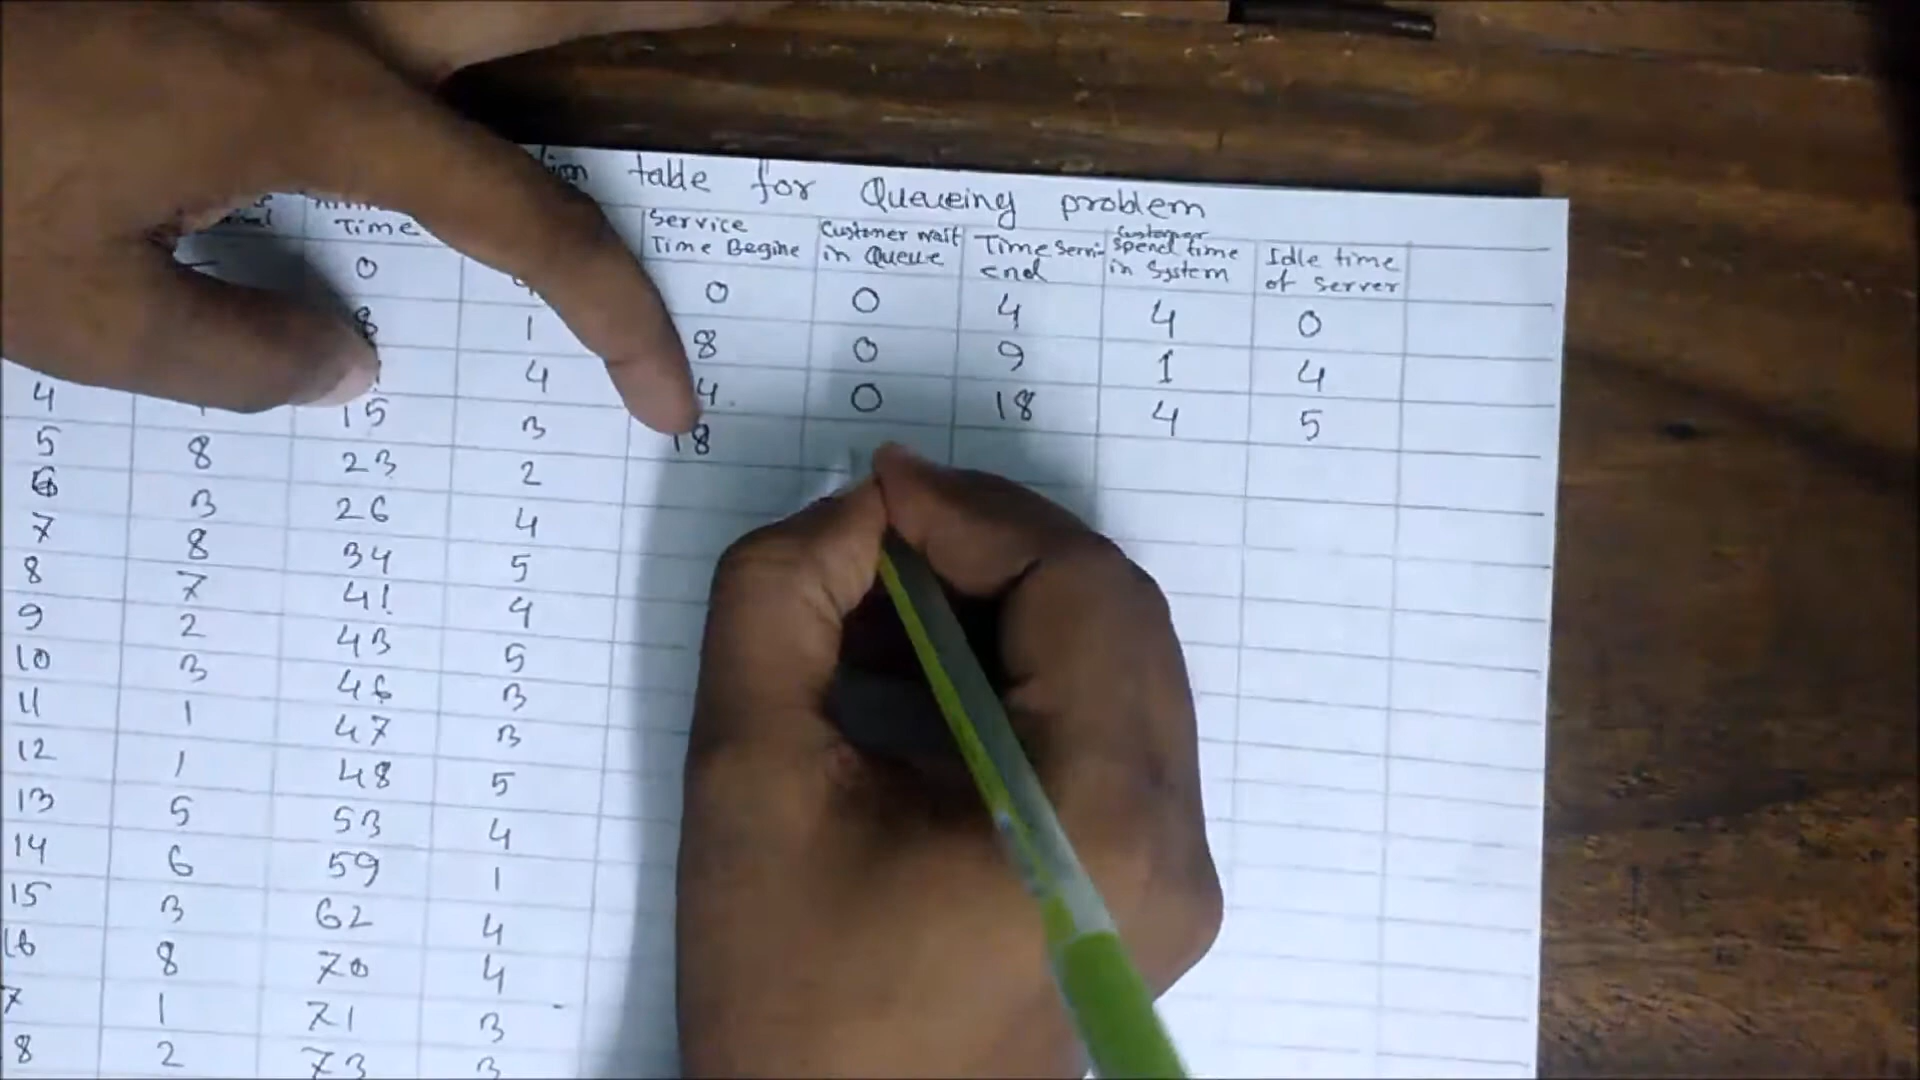 table for Queueing problem
Time Service Time Begine Customer wait in Queue Time Servi- end Customer Spend time in System Idle time of Server
0 0 0 4 4 0
8 1 8 0 9 1 4
4 4 0 18 4 5
4 15 3 18
5 8 23 2
6 3 26 4
7 8 34 5
8 7 41 4
9 2 43 5
10 3 46 3
11 1 47 3
12 1 48 5
13 5 53 4
14 6 59 1
15 3 62 4
16 8 70 4
7 1 71 3
8 2 73 3